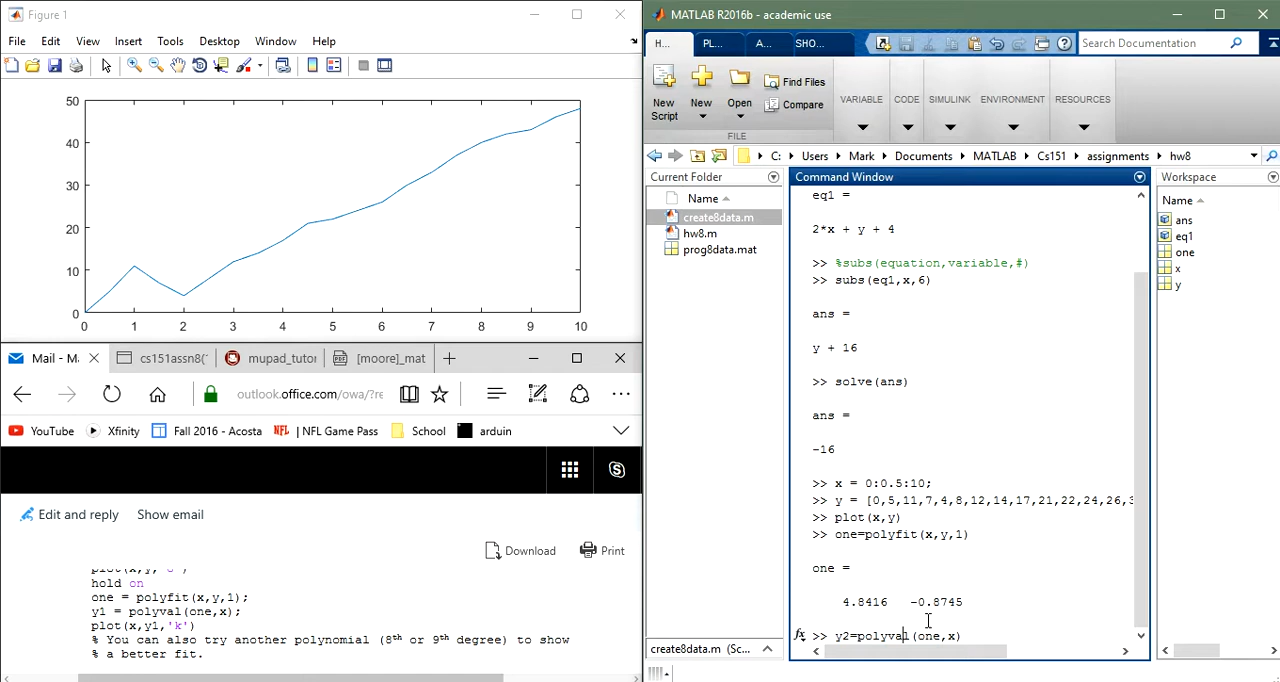 Figure 1
File Edit View Insert Tools Desktop Window Help
50
40
30
20
10
0
0 1 2 3 4 5 6 7 8 9 10
Mail - M
cs151assn8(
mupad_tutor
[moore]_mat
outlook.office.com/owa/?re
YouTube Xfinity Fall 2016 - Acosta NFL | NFL Game Pass School arduin
Edit and reply Show email
Download Print
hold on
one = polyfit(x,y,1);
y1 = polyval(one,x);
plot(x,y1,'k')
% You can also try another polynomial (8th or 9th degree) to show
% a better fit.
MATLAB R2016b - academic use
H... PL... A... SHO...
Search Documentation
New Script
New
Open
Find Files
Compare
FILE
VARIABLE CODE SIMULINK ENVIRONMENT RESOURCES
C: Users Mark Documents MATLAB Cs151 assignments hw8
Current Folder
Name
create8data.m
hw8.m
prog8data.mat
create8data.m (Sc...
Command Window
eq1 =
2*x + y + 4
>> %subs(equation,variable,#)
>> subs(eq1,x,6)
ans =
y + 16
>> solve(ans)
ans =
-16
>> x = 0:0.5:10;
>> y = [0,5,11,7,4,8,12,14,17,21,22,24,26,3
>> plot(x,y)
>> one=polyfit(x,y,1)
one =
4.8416 -0.8745
fx >> y2=polyval(one,x)
Workspace
Name
ans
eq1
one
x
y